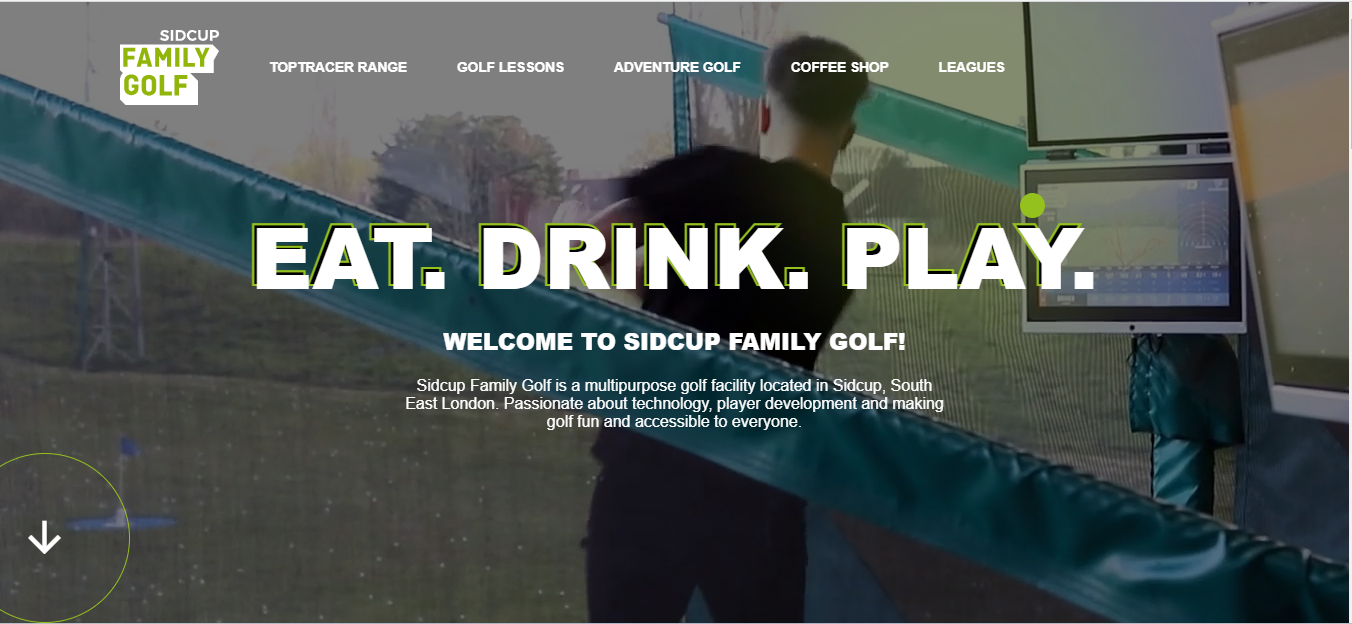 SIDCUP
FAMILY
GOLF
TOPTRACER RANGE
GOLF LESSONS
ADVENTURE GOLF
COFFEE SHOP
LEAGUES
EAT. DRINK. PLAY.
WELCOME TO SIDCUP FAMILY GOLF!
Sidcup Family Golf is a multipurpose golf facility located in Sidcup, South
East London. Passionate about technology, player development and making
golf fun and accessible to everyone.